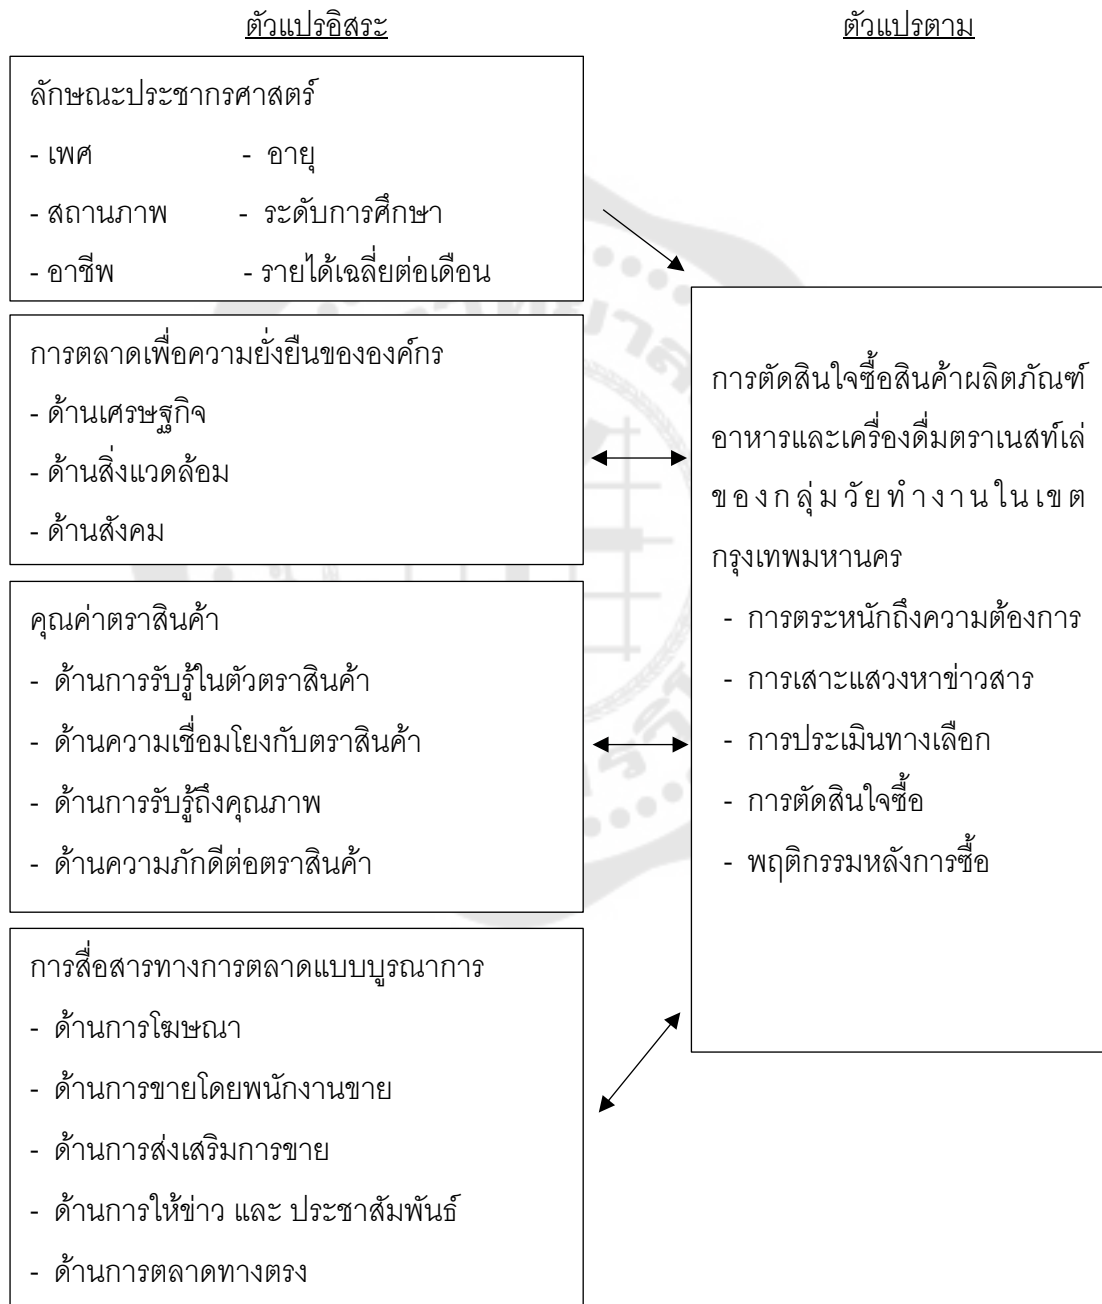 ตัวแปรอิสระ
ตัวแปรตาม
ลักษณะประชากรศาสตร์
- เพศ - อายุ
- สถานภาพ - ระดับการศึกษา
- อาชีพ - รายได้เฉลี่ยต่อเดือน
การตลาดเพื่อความยั่งยืนขององค์กร
- ด้านเศรษฐกิจ
- ด้านสิ่งแวดล้อม
- ด้านสังคม
คุณค่าตราสินค้า
- ด้านการรับรู้ในตัวตราสินค้า
- ด้านความเชื่อมโยงกับตราสินค้า
- ด้านการรับรู้ถึงคุณภาพ
- ด้านความภักดีต่อตราสินค้า
การสื่อสารทางการตลาดแบบบูรณาการ
- ด้านการโฆษณา
- ด้านการขายโดยพนักงานขาย
- ด้านการส่งเสริมการขาย
- ด้านการให้ข่าว และ ประชาสัมพันธ์
- ด้านการตลาดทางตรง
การตัดสินใจซื้อสินค้าผลิตภัณฑ์
อาหารและเครื่องดื่มตราเนสท์เล่
ของกลุ่มวัยทำงานในเขต
กรุงเทพมหานคร
- การตระหนักถึงความต้องการ
- การเสาะแสวงหาข่าวสาร
- การประเมินทางเลือก
- การตัดสินใจซื้อ
- พฤติกรรมหลังการซื้อ